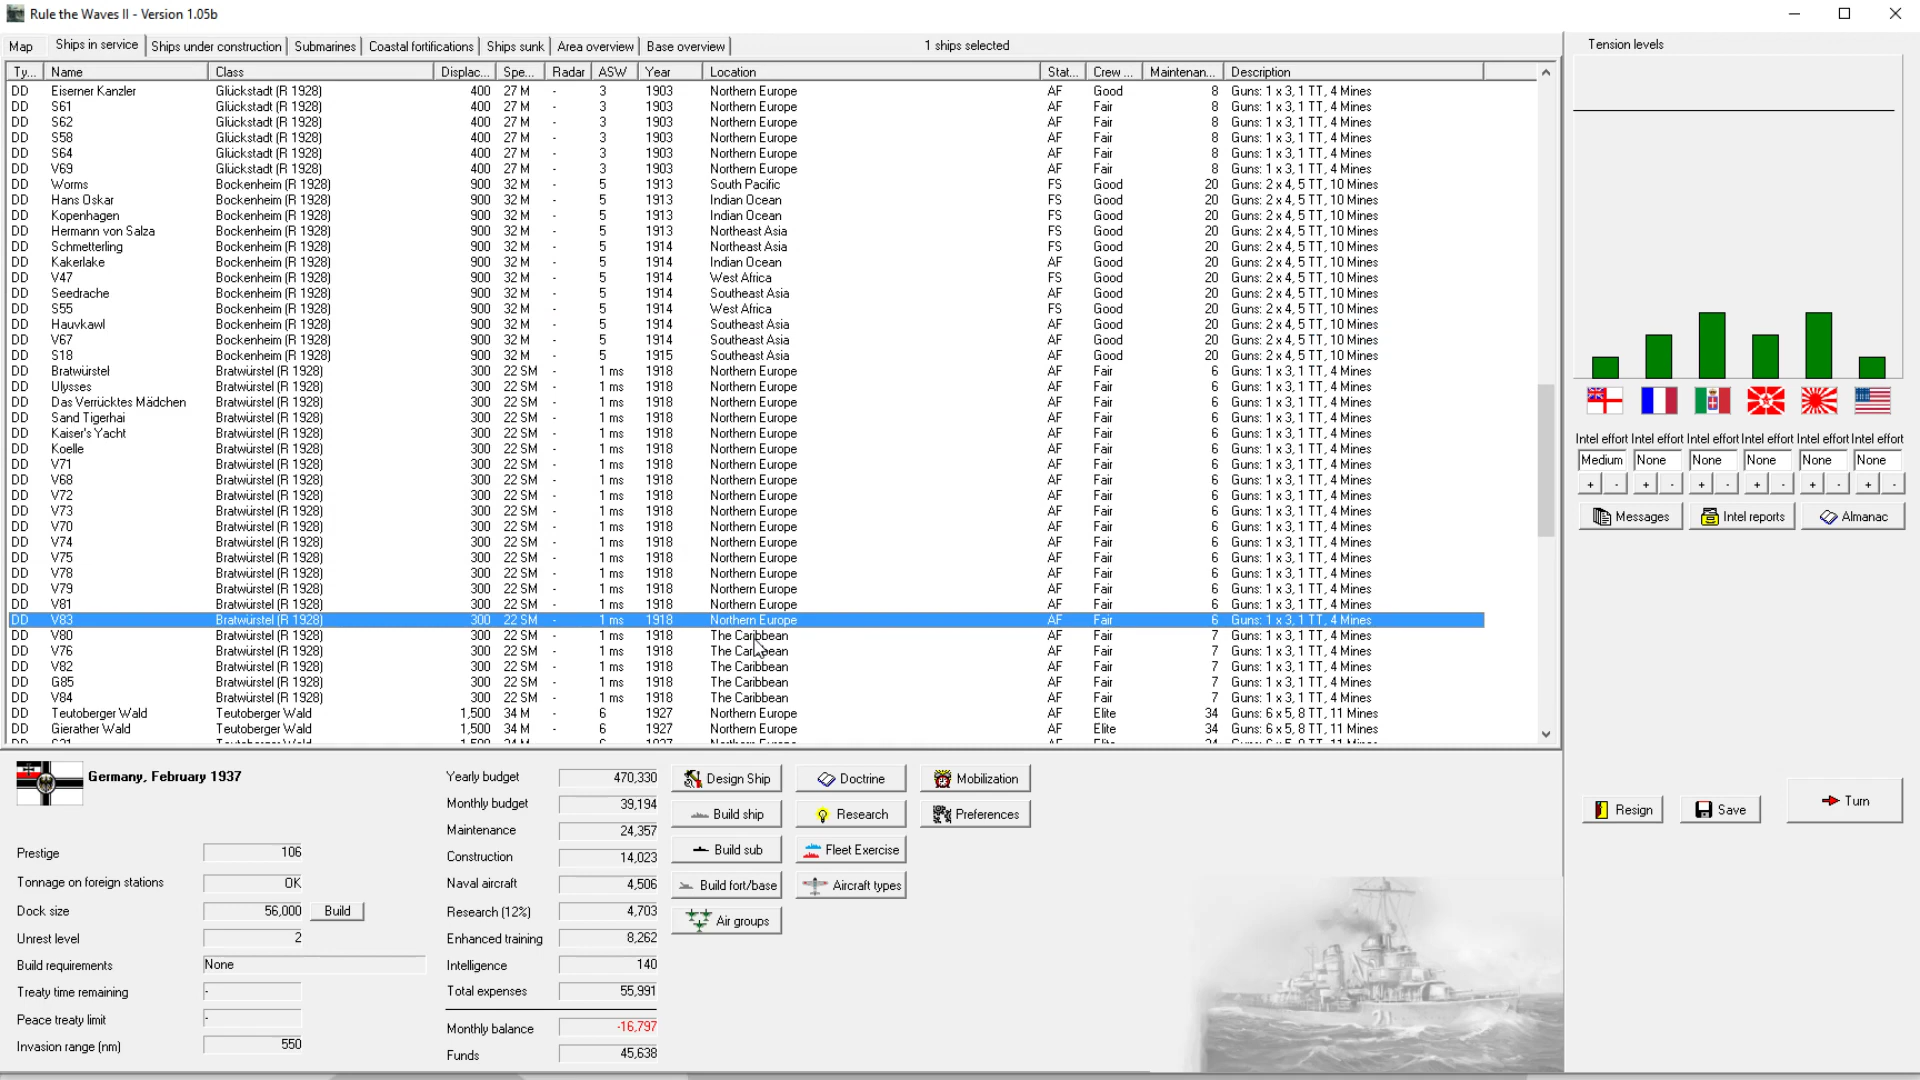 Rule the Waves II - Version 1.05b
Map Ships in service Ships under construction Submarines Coastal fortifications Ships sunk Area overview Base overview 1 ships selected
Ty... Name Class Displac... Spe... Radar ASW Year Location Stat... Crew ... Maintenan... Description
DD Eiserner Kanzler Glückstadt (R 1928) 400 27 M - 3 1903 Northern Europe AF Good 8 Guns: 1 x 3, 1 TT, 4 Mines
DD S61 Glückstadt (R 1928) 400 27 M - 3 1903 Northern Europe AF Fair 8 Guns: 1 x 3, 1 TT, 4 Mines
DD S62 Glückstadt (R 1928) 400 27 M - 3 1903 Northern Europe AF Fair 8 Guns: 1 x 3, 1 TT, 4 Mines
DD S58 Glückstadt (R 1928) 400 27 M - 3 1903 Northern Europe AF Fair 8 Guns: 1 x 3, 1 TT, 4 Mines
DD S64 Glückstadt (R 1928) 400 27 M - 3 1903 Northern Europe AF Fair 8 Guns: 1 x 3, 1 TT, 4 Mines
DD V69 Glückstadt (R 1928) 400 27 M - 3 1903 Northern Europe AF Fair 8 Guns: 1 x 3, 1 TT, 4 Mines
DD Worms Bockenheim (R 1928) 900 32 M - 5 1913 South Pacific FS Good 20 Guns: 2 x 4, 5 TT, 10 Mines
DD Hans Oskar Bockenheim (R 1928) 900 32 M - 5 1913 Indian Ocean FS Good 20 Guns: 2 x 4, 5 TT, 10 Mines
DD Kopenhagen Bockenheim (R 1928) 900 32 M - 5 1913 Indian Ocean FS Good 20 Guns: 2 x 4, 5 TT, 10 Mines
DD Hermann von Salza Bockenheim (R 1928) 900 32 M - 5 1913 Northeast Asia FS Good 20 Guns: 2 x 4, 5 TT, 10 Mines
DD Schmetterling Bockenheim (R 1928) 900 32 M - 5 1914 Northeast Asia FS Good 20 Guns: 2 x 4, 5 TT, 10 Mines
DD Kakerlake Bockenheim (R 1928) 900 32 M - 5 1914 Indian Ocean AF Good 20 Guns: 2 x 4, 5 TT, 10 Mines
DD V47 Bockenheim (R 1928) 900 32 M - 5 1914 West Africa FS Good 20 Guns: 2 x 4, 5 TT, 10 Mines
DD Seedrache Bockenheim (R 1928) 900 32 M - 5 1914 Southeast Asia AF Good 20 Guns: 2 x 4, 5 TT, 10 Mines
DD S55 Bockenheim (R 1928) 900 32 M - 5 1914 West Africa FS Good 20 Guns: 2 x 4, 5 TT, 10 Mines
DD Hauvkawl Bockenheim (R 1928) 900 32 M - 5 1914 Southeast Asia AF Good 20 Guns: 2 x 4, 5 TT, 10 Mines
DD V67 Bockenheim (R 1928) 900 32 M - 5 1914 Southeast Asia AF Good 20 Guns: 2 x 4, 5 TT, 10 Mines
DD S18 Bockenheim (R 1928) 900 32 M - 5 1915 Southeast Asia AF Good 20 Guns: 2 x 4, 5 TT, 10 Mines
DD Bratwürstel Bratwürstel (R 1928) 300 22 SM - 1 ms 1918 Northern Europe AF Fair 6 Guns: 1 x 3, 1 TT, 4 Mines
DD Ulysses Bratwürstel (R 1928) 300 22 SM - 1 ms 1918 Northern Europe AF Fair 6 Guns: 1 x 3, 1 TT, 4 Mines
DD Das Verrücktes Mädchen Bratwürstel (R 1928) 300 22 SM - 1 ms 1918 Northern Europe AF Fair 6 Guns: 1 x 3, 1 TT, 4 Mines
DD Sand Tigerhai Bratwürstel (R 1928) 300 22 SM - 1 ms 1918 Northern Europe AF Fair 6 Guns: 1 x 3, 1 TT, 4 Mines
DD Kaiser's Yacht Bratwürstel (R 1928) 300 22 SM - 1 ms 1918 Northern Europe AF Fair 6 Guns: 1 x 3, 1 TT, 4 Mines
DD Koelle Bratwürstel (R 1928) 300 22 SM - 1 ms 1918 Northern Europe AF Fair 6 Guns: 1 x 3, 1 TT, 4 Mines
DD V71 Bratwürstel (R 1928) 300 22 SM - 1 ms 1918 Northern Europe AF Fair 6 Guns: 1 x 3, 1 TT, 4 Mines
DD V68 Bratwürstel (R 1928) 300 22 SM - 1 ms 1918 Northern Europe AF Fair 6 Guns: 1 x 3, 1 TT, 4 Mines
DD V72 Bratwürstel (R 1928) 300 22 SM - 1 ms 1918 Northern Europe AF Fair 6 Guns: 1 x 3, 1 TT, 4 Mines
DD V73 Bratwürstel (R 1928) 300 22 SM - 1 ms 1918 Northern Europe AF Fair 6 Guns: 1 x 3, 1 TT, 4 Mines
DD V70 Bratwürstel (R 1928) 300 22 SM - 1 ms 1918 Northern Europe AF Fair 6 Guns: 1 x 3, 1 TT, 4 Mines
DD V74 Bratwürstel (R 1928) 300 22 SM - 1 ms 1918 Northern Europe AF Fair 6 Guns: 1 x 3, 1 TT, 4 Mines
DD V75 Bratwürstel (R 1928) 300 22 SM - 1 ms 1918 Northern Europe AF Fair 6 Guns: 1 x 3, 1 TT, 4 Mines
DD V78 Bratwürstel (R 1928) 300 22 SM - 1 ms 1918 Northern Europe AF Fair 6 Guns: 1 x 3, 1 TT, 4 Mines
DD V79 Bratwürstel (R 1928) 300 22 SM - 1 ms 1918 Northern Europe AF Fair 6 Guns: 1 x 3, 1 TT, 4 Mines
DD V81 Bratwürstel (R 1928) 300 22 SM - 1 ms 1918 Northern Europe AF Fair 6 Guns: 1 x 3, 1 TT, 4 Mines
DD V83 Bratwürstel (R 1928) 300 22 SM - 1 ms 1918 Northern Europe AF Fair 6 Guns: 1 x 3, 1 TT, 4 Mines
DD V80 Bratwürstel (R 1928) 300 22 SM - 1 ms 1918 The Caribbean AF Fair 7 Guns: 1 x 3, 1 TT, 4 Mines
DD V76 Bratwürstel (R 1928) 300 22 SM - 1 ms 1918 The Caribbean AF Fair 7 Guns: 1 x 3, 1 TT, 4 Mines
DD V82 Bratwürstel (R 1928) 300 22 SM - 1 ms 1918 The Caribbean AF Fair 7 Guns: 1 x 3, 1 TT, 4 Mines
DD G85 Bratwürstel (R 1928) 300 22 SM - 1 ms 1918 The Caribbean AF Fair 7 Guns: 1 x 3, 1 TT, 4 Mines
DD V84 Bratwürstel (R 1928) 300 22 SM - 1 ms 1918 The Caribbean AF Fair 7 Guns: 1 x 3, 1 TT, 4 Mines
DD Teutoberger Wald Teutoberger Wald 1,500 34 M - 6 1927 Northern Europe AF Elite 34 Guns: 6 x 5, 8 TT, 11 Mines
DD Gierather Wald Teutoberger Wald 1,500 34 M - 6 1927 Northern Europe AF Elite 34 Guns: 6 x 5, 8 TT, 11 Mines
Tension levels
Intel effort Intel effort Intel effort Intel effort Intel effort Intel effort
Medium None None None None None
+ - + - + - + - + - + -
Messages Intel reports Almanac
Resign Save Turn
Germany, February 1937
Prestige 106
Tonnage on foreign stations OK
Dock size 56,000 Build
Unrest level 2
Build requirements None
Treaty time remaining -
Peace treaty limit -
Invasion range (nm) 550
Yearly budget 470,330
Monthly budget 39,194
Maintenance 24,357
Construction 14,023
Naval aircraft 4,506
Research (12%) 4,703
Enhanced training 8,262
Intelligence 140
Total expenses 55,991
Monthly balance -16,797
Funds 45,638
Design Ship Doctrine Mobilization
Build ship Research Preferences
Build sub Fleet Exercise
Build fort/base Aircraft types
Air groups